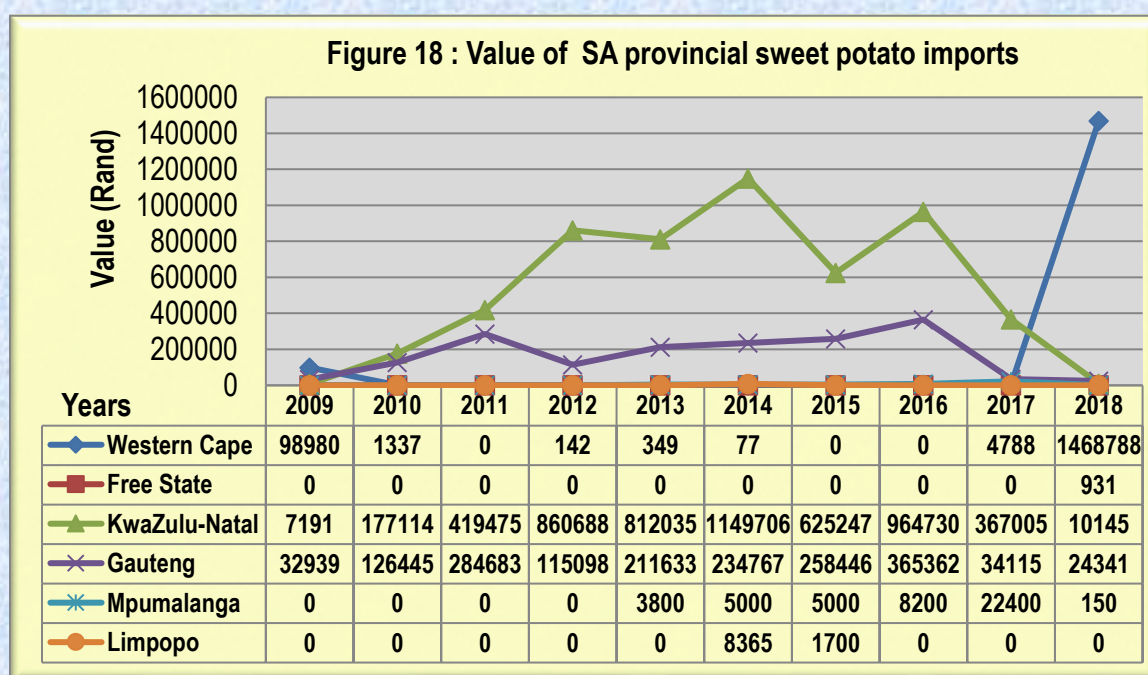 Figure 18 : Value of SA provincial sweet potato imports
Value (Rand)
1600000
1400000
1200000
1000000
800000
600000
400000
200000
0
Years 2009 2010 2011 2012 2013 2014 2015 2016 2017 2018
Western Cape 98980 1337 0 142 349 77 0 0 4788 1468788
Free State 0 0 0 0 0 0 0 0 0 931
KwaZulu-Natal 7191 177114 419475 860688 812035 1149706 625247 964730 367005 10145
Gauteng 32939 126445 284683 115098 211633 234767 258446 365362 34115 24341
Mpumalanga 0 0 0 0 3800 5000 5000 8200 22400 150
Limpopo 0 0 0 0 0 8365 1700 0 0 0